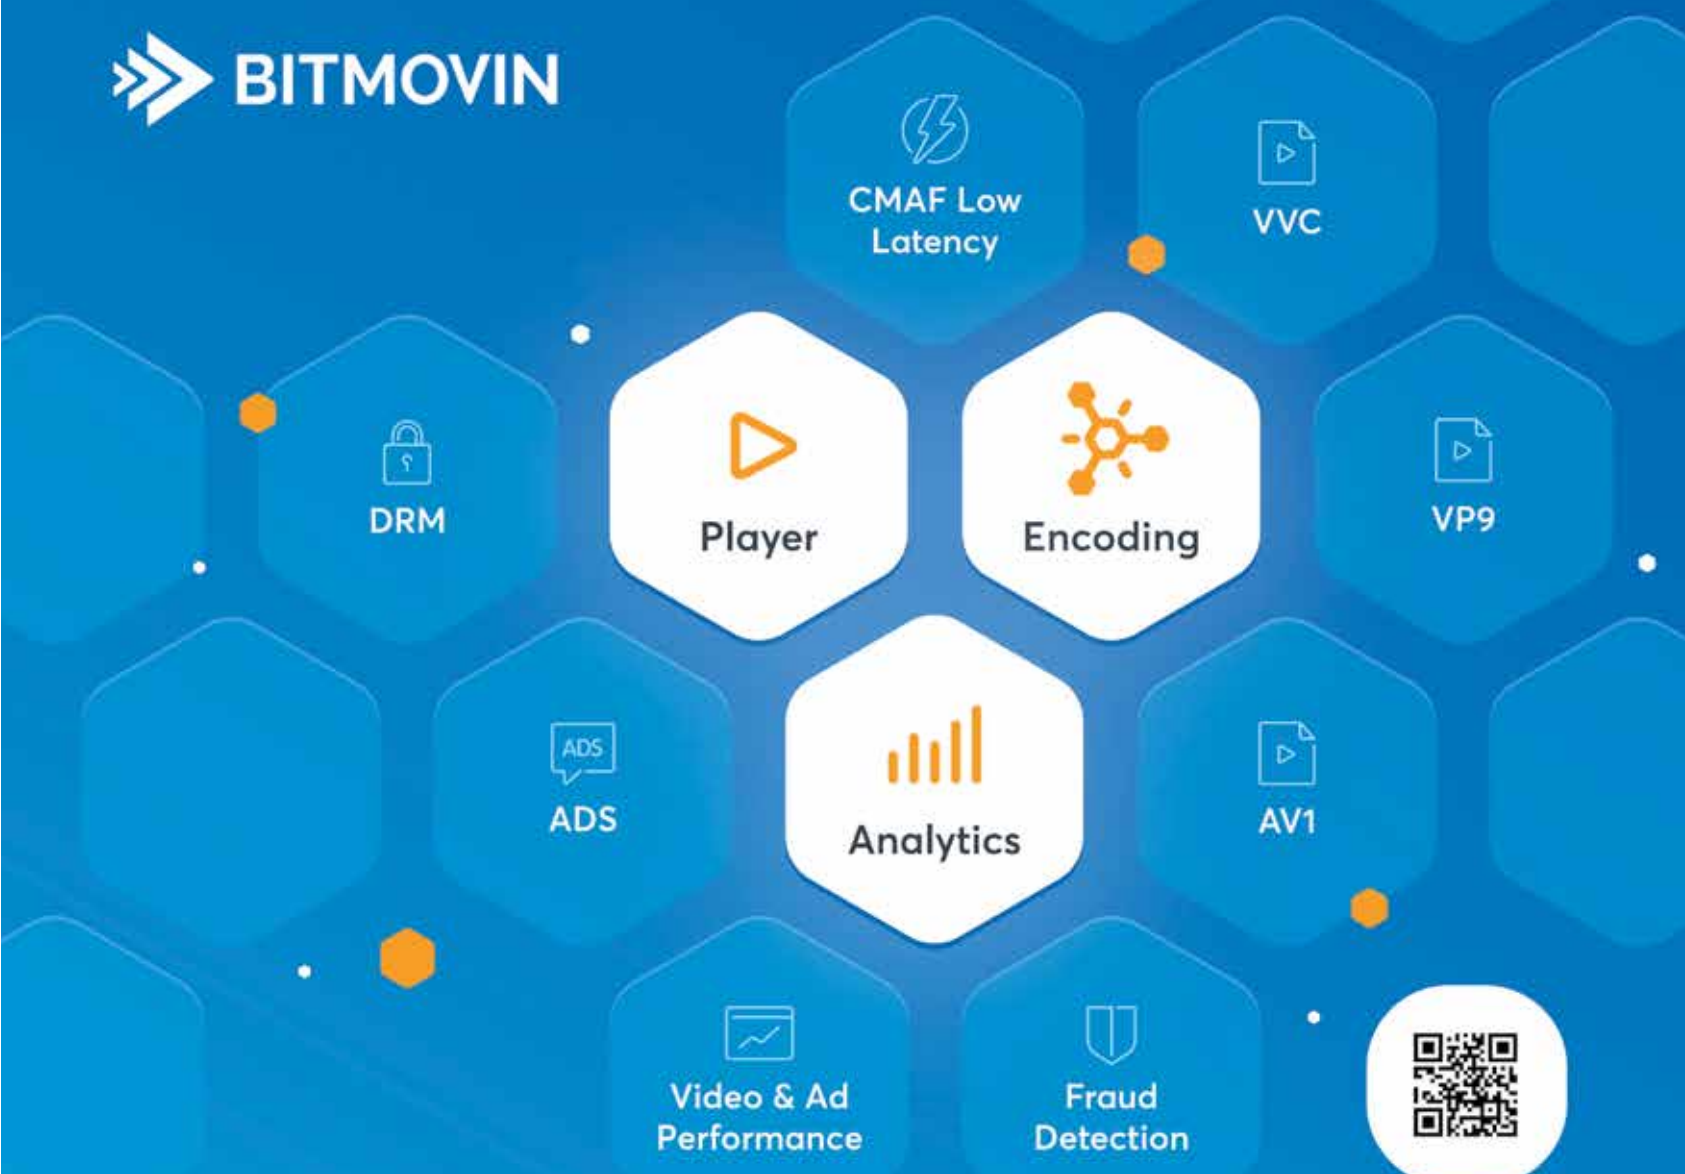 BITMOVIN
CMAF Low
Latency
VVC
DRM
Player
Encoding
VP9
ADS
ADS
Analytics
AV1
Video & Ad
Performance
Fraud
Detection